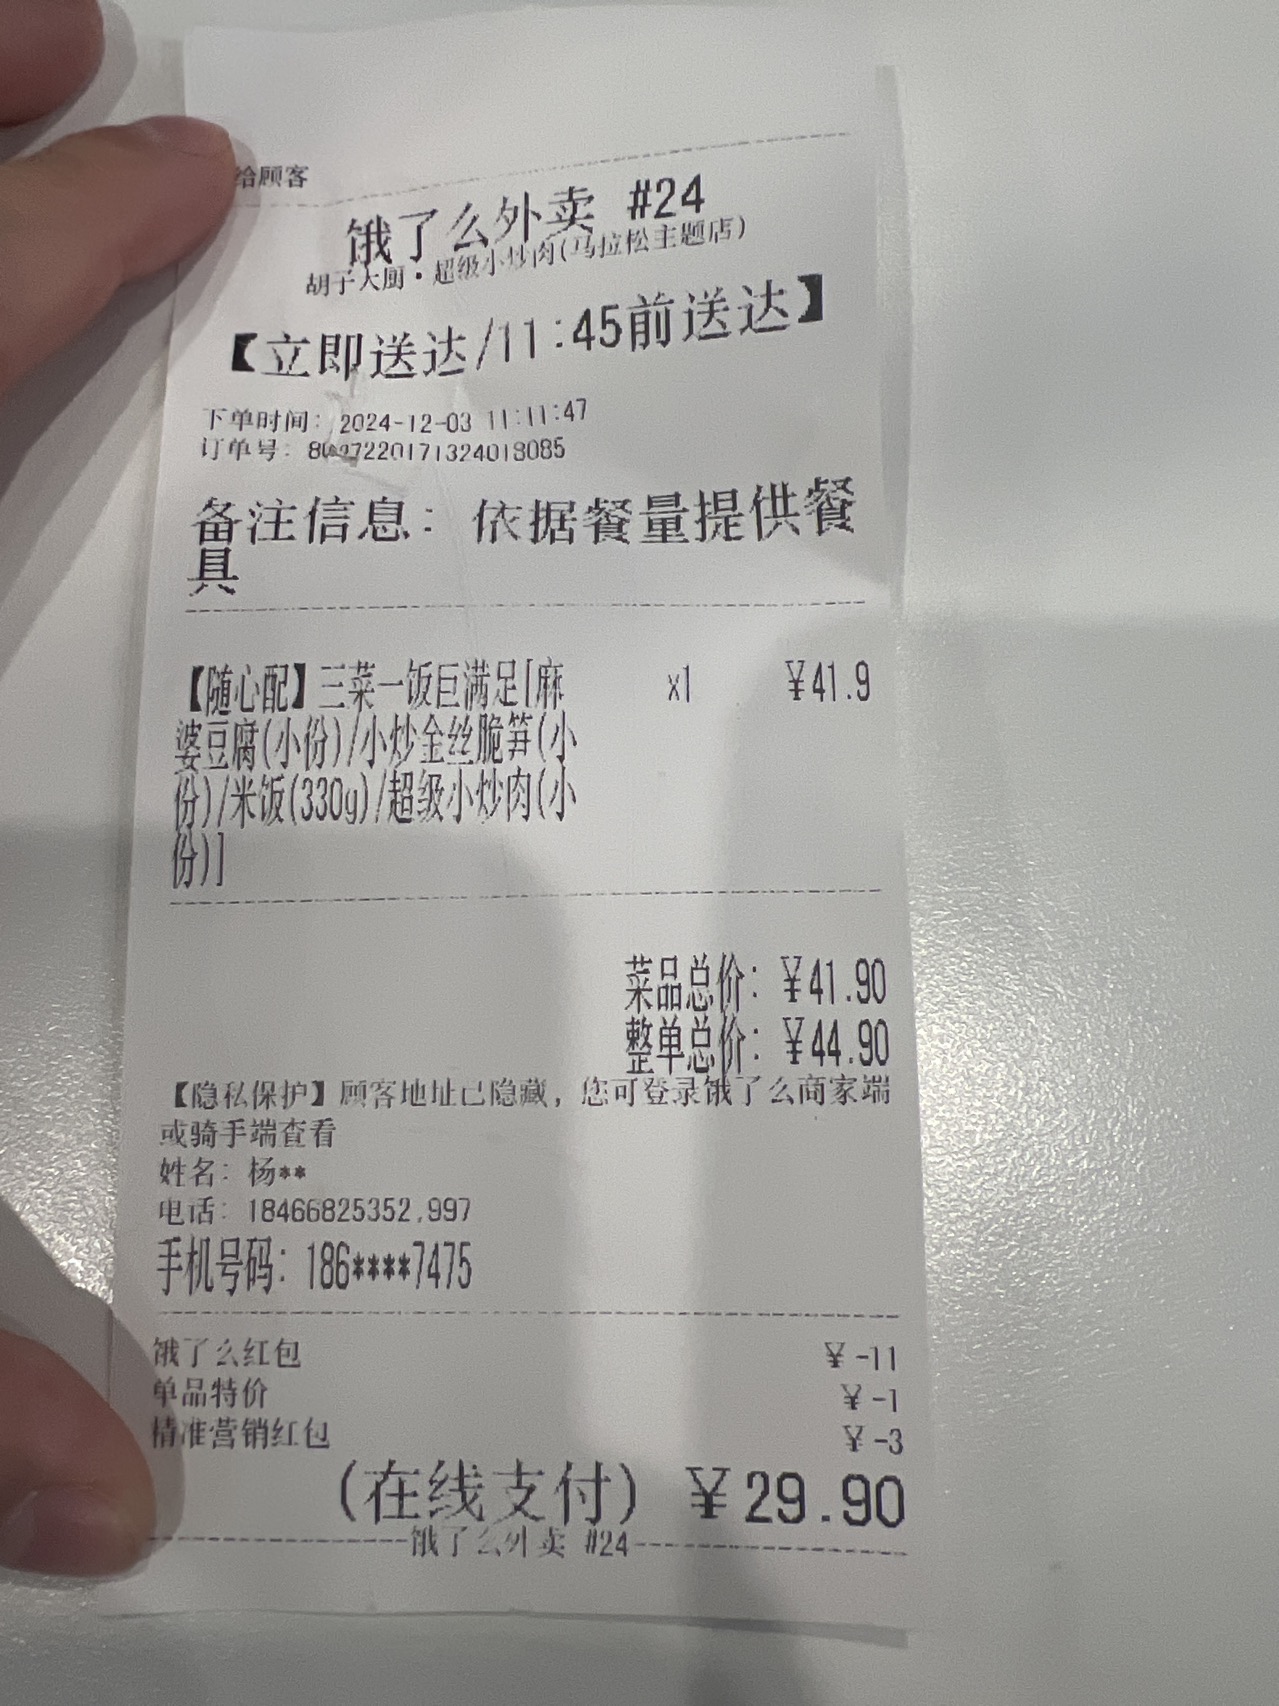 给顾客
饿了么外卖 #24
胡子大厨·超级小炒肉(马拉松主题店)
【立即送达/11:45前送达】
下单时间: 2024-12-03 11:11:47
订单号:
备注信息: 依据餐量提供餐
具
【随心配】三菜一饭巨满足[麻 x1 ¥41.9
婆豆腐(小份)/小炒金丝脆笋(小
份)/米饭(330g)/超级小炒肉(小
份)]
菜品总价: ¥41.90
整单总价: ¥44.90
【隐私保护】顾客地址已隐藏, 您可登录饿了么商家端
或骑手端查看
姓名: 杨**
电话: 18466825352,997
手机号码: 186****7475
饿了么红包 ¥ -11
单品特价 ¥ -1
精准营销红包 ¥ -3
(在线支付) ¥29.90
饿了么外卖 #24